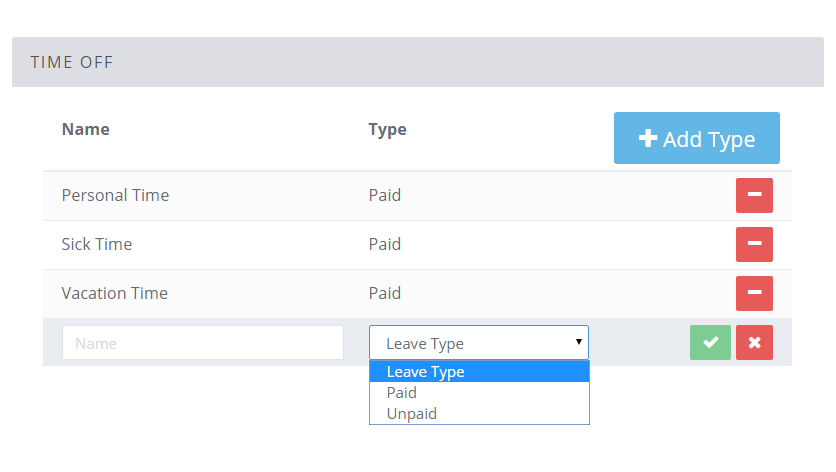 TIME OFF
Name Type Add Type
Personal Time Paid
Sick Time Paid
Vacation Time Paid
Name Leave Type
Leave Type
Paid
Unpaid